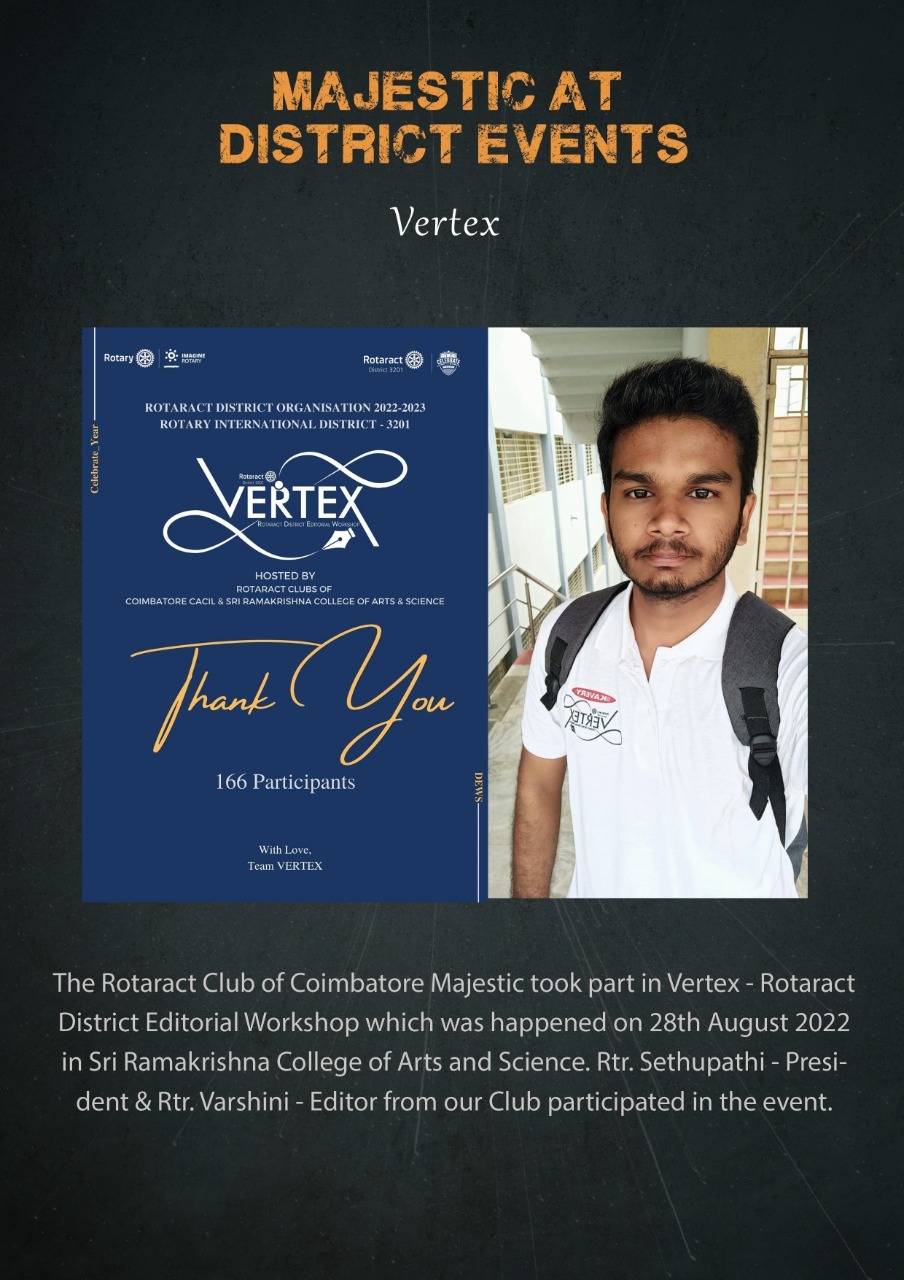 MAJESTIC AT
DISTRICT EVENTS
Vertex
Rotary
IMAGINE
ROTARY
Rotaract
District 3201
CELEBRATE
ROTARACT DISTRICT ORGANISATION 2022-2023
ROTARY INTERNATIONAL DISTRICT - 3201
Celebrate_Year
Rotaract
VERTEX
ROTARACT DISTRICT EDITORIAL WORKSHOP
HOSTED BY
ROTARACT CLUBS OF
COIMBATORE CACIL & SRI RAMAKRISHNA COLLEGE OF ARTS & SCIENCE
Thank You
166 Participants
DEWS
With Love,
Team VERTEX
KAVERY
VERTEX
The Rotaract Club of Coimbatore Majestic took part in Vertex - Rotaract
District Editorial Workshop which was happened on 28th August 2022
in Sri Ramakrishna College of Arts and Science. Rtr. Sethupathi - Presi-
dent & Rtr. Varshini - Editor from our Club participated in the event.